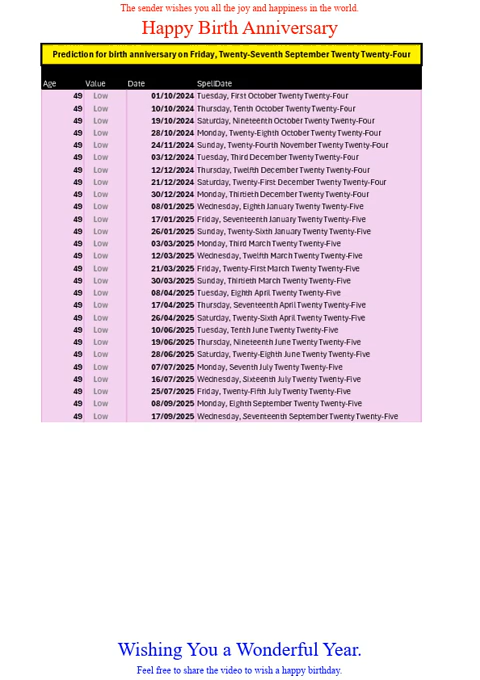 The sender wishes you all the joy and happiness in the world.
Happy Birth Anniversary
Prediction for birth anniversary on Friday, Twenty-Seventh September Twenty Twenty-Four
Age Value Date SpellDate
49 Low 01/10/2024 Tuesday, First October Twenty Twenty-Four
49 Low 10/10/2024 Thursday, Tenth October Twenty Twenty-Four
49 Low 19/10/2024 Saturday, Nineteenth October Twenty Twenty-Four
49 Low 28/10/2024 Monday, Twenty-Eighth October Twenty Twenty-Four
49 Low 24/11/2024 Sunday, Twenty-Fourth November Twenty Twenty-Four
49 Low 03/12/2024 Tuesday, Third December Twenty Twenty-Four
49 Low 12/12/2024 Thursday, Twelfth December Twenty Twenty-Four
49 Low 21/12/2024 Saturday, Twenty-First December Twenty Twenty-Four
49 Low 30/12/2024 Monday, Thirtieth December Twenty Twenty-Four
49 Low 08/01/2025 Wednesday, Eighth January Twenty Twenty-Five
49 Low 17/01/2025 Friday, Seventeenth January Twenty Twenty-Five
49 Low 26/01/2025 Sunday, Twenty-Sixth January Twenty Twenty-Five
49 Low 03/03/2025 Monday, Third March Twenty Twenty-Five
49 Low 12/03/2025 Wednesday, Twelfth March Twenty Twenty-Five
49 Low 21/03/2025 Friday, Twenty-First March Twenty Twenty-Five
49 Low 30/03/2025 Sunday, Thirtieth March Twenty Twenty-Five
49 Low 08/04/2025 Tuesday, Eighth April Twenty Twenty-Five
49 Low 17/04/2025 Thursday, Seventeenth April Twenty Twenty-Five
49 Low 26/04/2025 Saturday, Twenty-Sixth April Twenty Twenty-Five
49 Low 10/06/2025 Tuesday, Tenth June Twenty Twenty-Five
49 Low 19/06/2025 Thursday, Nineteenth June Twenty Twenty-Five
49 Low 28/06/2025 Saturday, Twenty-Eighth June Twenty Twenty-Five
49 Low 07/07/2025 Monday, Seventh July Twenty Twenty-Five
49 Low 16/07/2025 Wednesday, Sixteenth July Twenty Twenty-Five
49 Low 25/07/2025 Friday, Twenty-Fifth July Twenty Twenty-Five
49 Low 08/09/2025 Monday, Eighth September Twenty Twenty-Five
49 Low 17/09/2025 Wednesday, Seventeenth September Twenty Twenty-Five
Wishing You a Wonderful Year.
Feel free to share the video to wish a happy birthday.